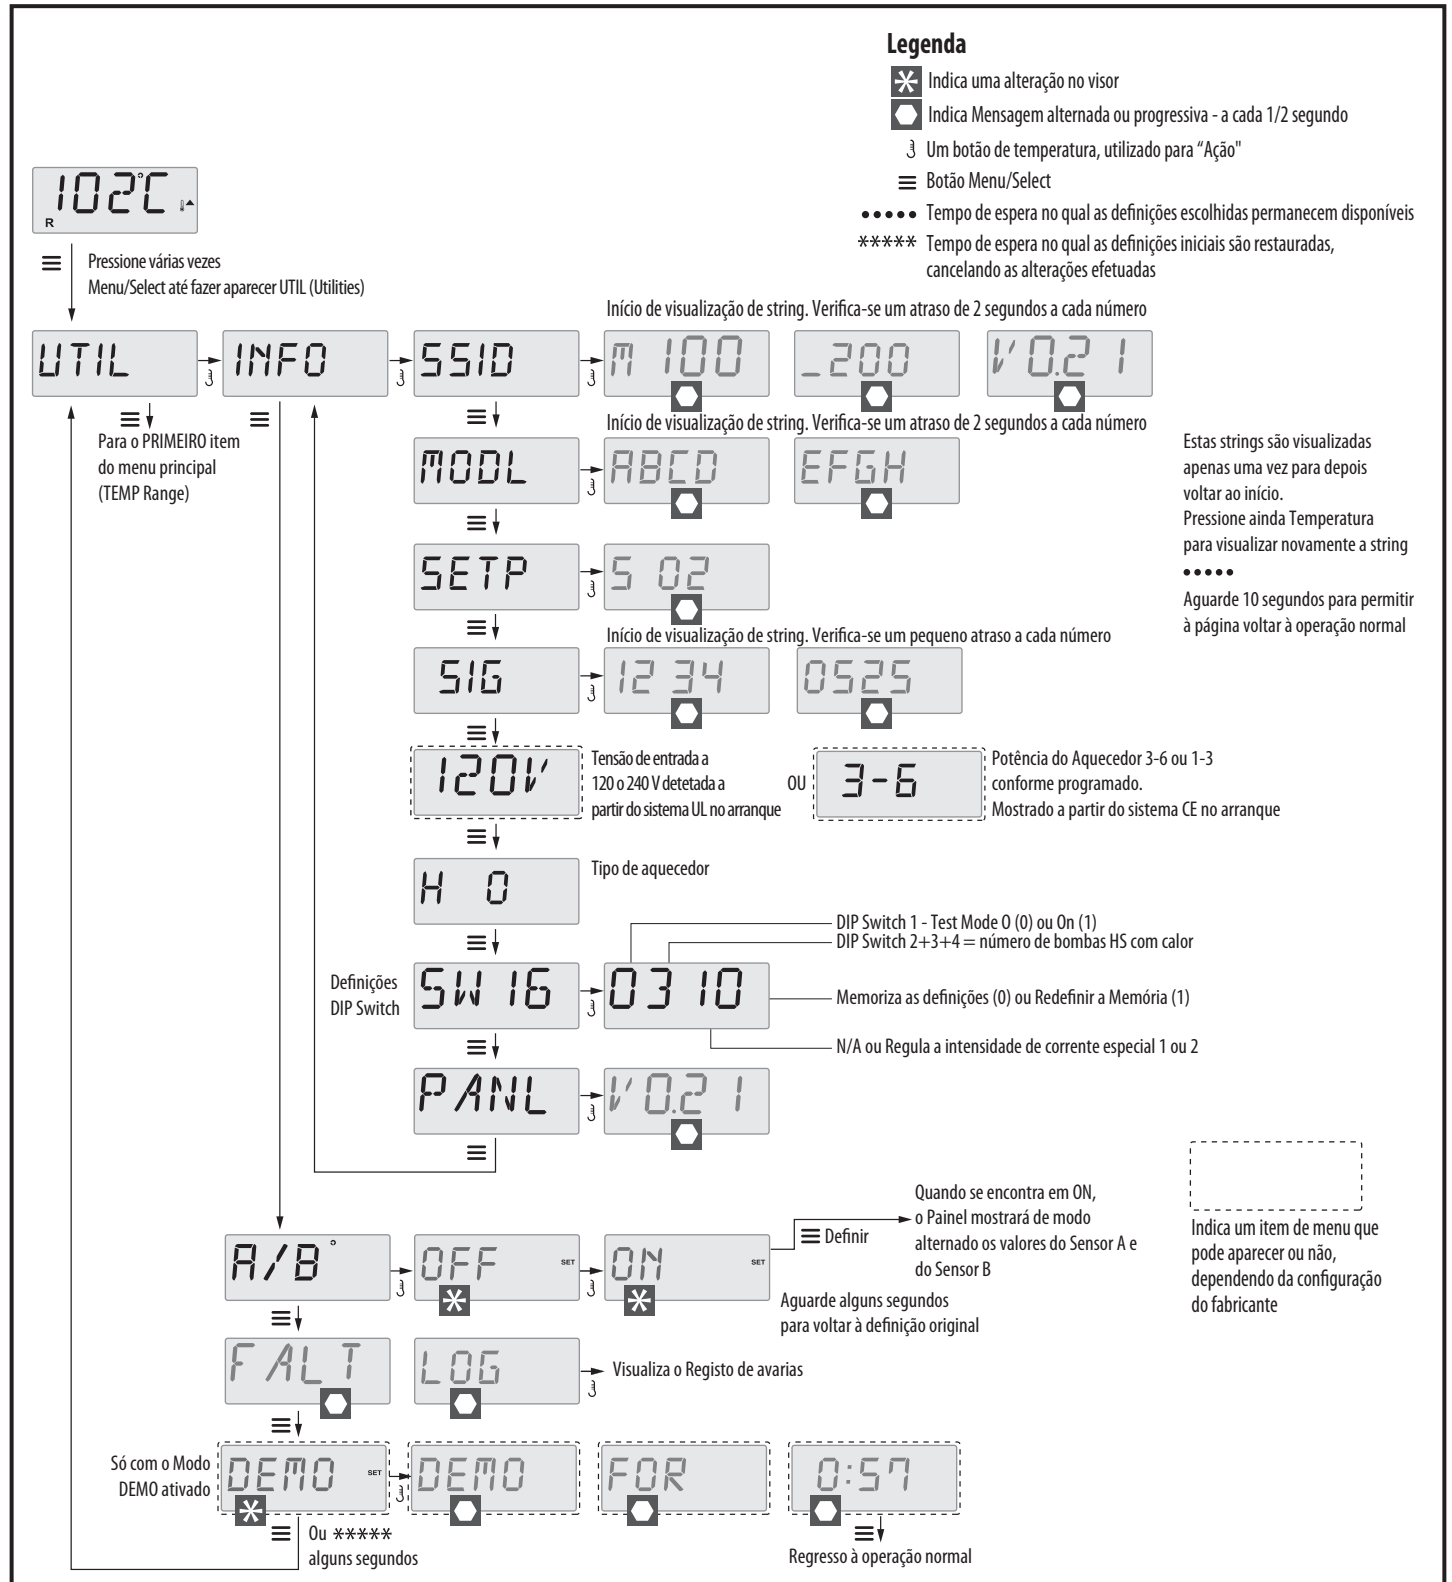 Legenda
Indica uma alteração no visor
Indica Mensagem alternada ou progressiva - a cada 1/2 segundo
Um botão de temperatura, utilizado para “Ação"
Botão Menu/Select
••••• Tempo de espera no qual as definições escolhidas permanecem disponíveis
***** Tempo de espera no qual as definições iniciais são restauradas,
cancelando as alterações efetuadas
102°C
R
Pressione várias vezes
Menu/Select até fazer aparecer UTIL (Utilities)
Início de visualização de string. Verifica-se um atraso de 2 segundos a cada número
UTIL
INFO
SSID
M 100
_200
V 0.21
Para o PRIMEIRO item
do menu principal
(TEMP Range)
Início de visualização de string. Verifica-se um atraso de 2 segundos a cada número
MODL
ABCD
EFGH
Estas strings são visualizadas
apenas uma vez para depois
voltar ao início.
Pressione ainda Temperatura
para visualizar novamente a string
•••••
Aguarde 10 segundos para permitir
à página voltar à operação normal
SETP
S 02
Início de visualização de string. Verifica-se um pequeno atraso a cada número
SIG
12 34
0525
120V
Tensão de entrada a
120 o 240 V detetada a
partir do sistema UL no arranque
OU
3-6
Potência do Aquecedor 3-6 ou 1-3
conforme programado.
Mostrado a partir do sistema CE no arranque
H 0
Tipo de aquecedor
Definições
DIP Switch
SW 16
0310
DIP Switch 1 - Test Mode O (0) ou On (1)
DIP Switch 2+3+4 = número de bombas HS com calor
Memoriza as definições (0) ou Redefinir a Memória (1)
N/A ou Regula a intensidade de corrente especial 1 ou 2
PANL
V 0.21
Indica um item de menu que
pode aparecer ou não,
dependendo da configuração
do fabricante
A/B°
OFF SET
ON SET
Definir
Quando se encontra em ON,
o Painel mostrará de modo
alternado os valores do Sensor A e
do Sensor B
Aguarde alguns segundos
para voltar à definição original
FALT
LOG
Visualiza o Registo de avarias
Só com o Modo
DEMO ativado
DEMO SET
DEMO
FOR
0:57
Ou *****
alguns segundos
Regresso à operação normal